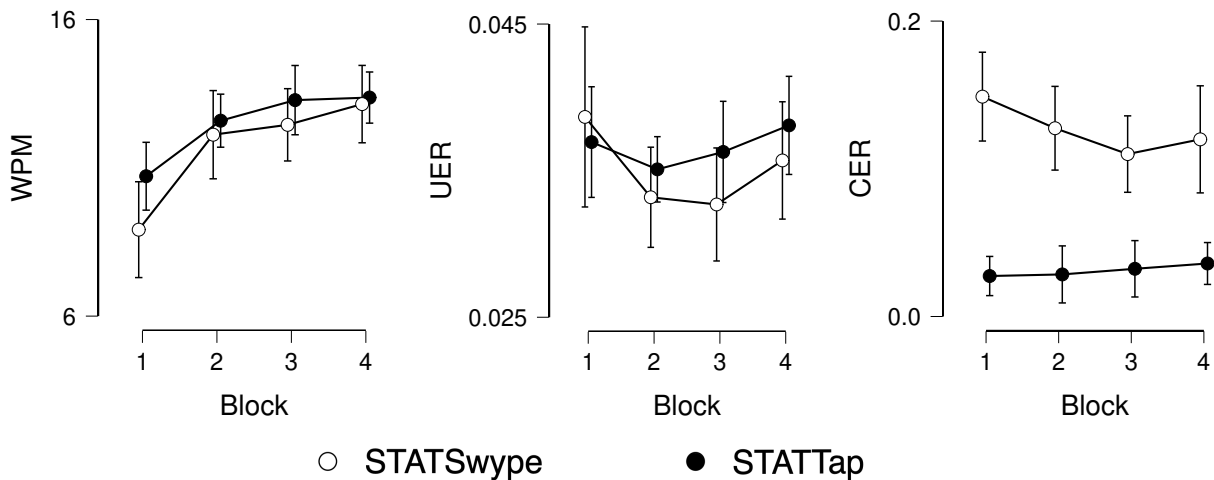 16
WPM
6
1 2 3 4
Block
0.045
UER
0.025
1 2 3 4
Block
0.2
CER
0.0
1 2 3 4
Block
STATSwype
STATTap